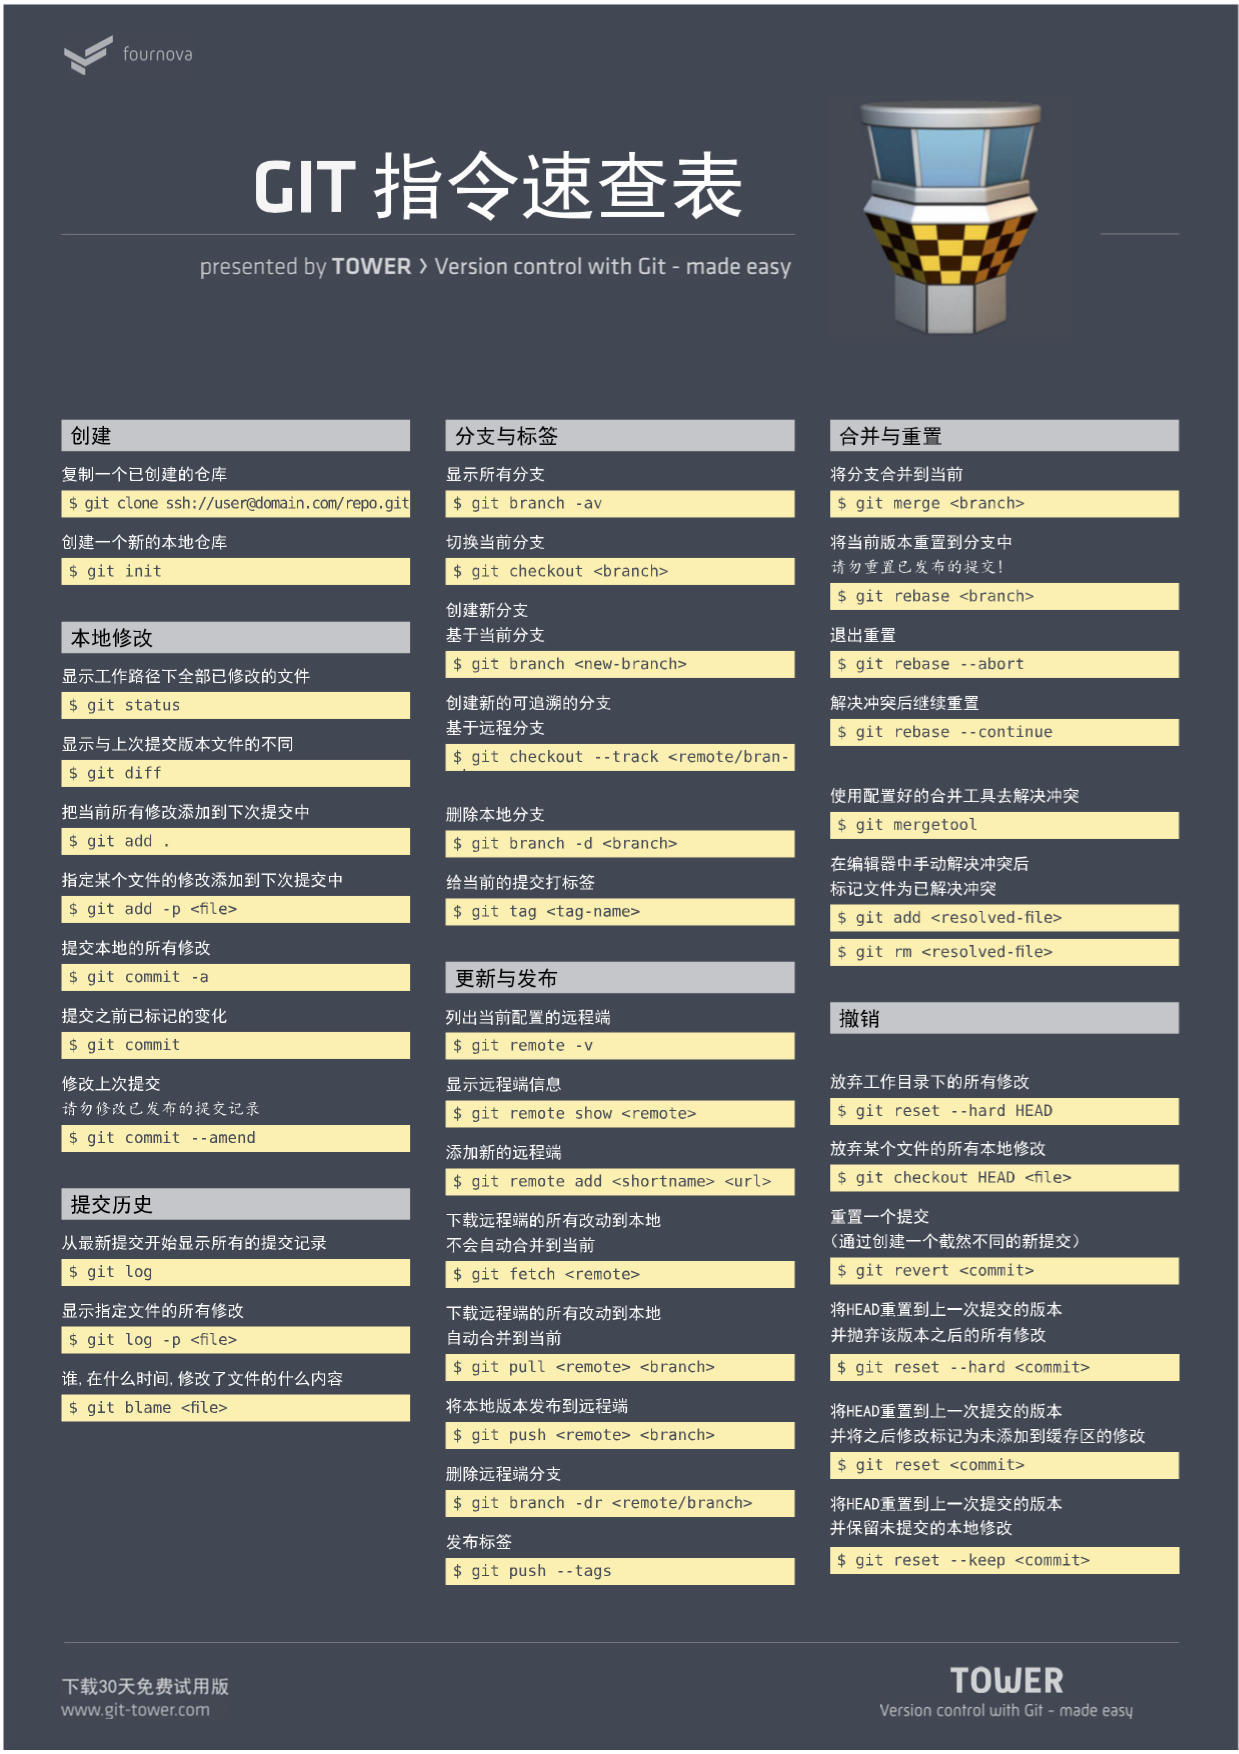 fournova
GIT 指令速查表
presented by TOWER › Version control with Git - made easy
创建
复制一个已创建的仓库
$ git clone ssh://user@domain.com/repo.git
创建一个新的本地仓库
$ git init
本地修改
显示工作路径下全部已修改的文件
$ git status
显示与上次提交版本文件的不同
$ git diff
把当前所有修改添加到下次提交中
$ git add .
指定某个文件的修改添加到下次提交中
$ git add -p <file>
提交本地的所有修改
$ git commit -a
提交之前已标记的变化
$ git commit
修改上次提交
请勿修改已发布的提交记录
$ git commit --amend
提交历史
从最新提交开始显示所有的提交记录
$ git log
显示指定文件的所有修改
$ git log -p <file>
谁, 在什么时间, 修改了文件的什么内容
$ git blame <file>
分支与标签
显示所有分支
$ git branch -av
切换当前分支
$ git checkout <branch>
创建新分支
基于当前分支
$ git branch <new-branch>
创建新的可追溯的分支
基于远程分支
$ git checkout --track <remote/bran-
删除本地分支
$ git branch -d <branch>
给当前的提交打标签
$ git tag <tag-name>
更新与发布
列出当前配置的远程端
$ git remote -v
显示远程端信息
$ git remote show <remote>
添加新的远程端
$ git remote add <shortname> <url>
下载远程端的所有改动到本地
不会自动合并到当前
$ git fetch <remote>
下载远程端的所有改动到本地
自动合并到当前
$ git pull <remote> <branch>
将本地版本发布到远程端
$ git push <remote> <branch>
删除远程端分支
$ git branch -dr <remote/branch>
发布标签
$ git push --tags
合并与重置
将分支合并到当前
$ git merge <branch>
将当前版本重置到分支中
请勿重置已发布的提交!
$ git rebase <branch>
退出重置
$ git rebase --abort
解决冲突后继续重置
$ git rebase --continue
使用配置好的合并工具去解决冲突
$ git mergetool
在编辑器中手动解决冲突后
标记文件为已解决冲突
$ git add <resolved-file>
$ git rm <resolved-file>
撤销
放弃工作目录下的所有修改
$ git reset --hard HEAD
放弃某个文件的所有本地修改
$ git checkout HEAD <file>
重置一个提交
（通过创建一个截然不同的新提交）
$ git revert <commit>
将HEAD重置到上一次提交的版本
并抛弃该版本之后的所有修改
$ git reset --hard <commit>
将HEAD重置到上一次提交的版本
并将之后修改标记为未添加到缓存区的修改
$ git reset <commit>
将HEAD重置到上一次提交的版本
并保留未提交的本地修改
$ git reset --keep <commit>
下载30天免费试用版
www.git-tower.com
TOWER
Version control with Git - made easy